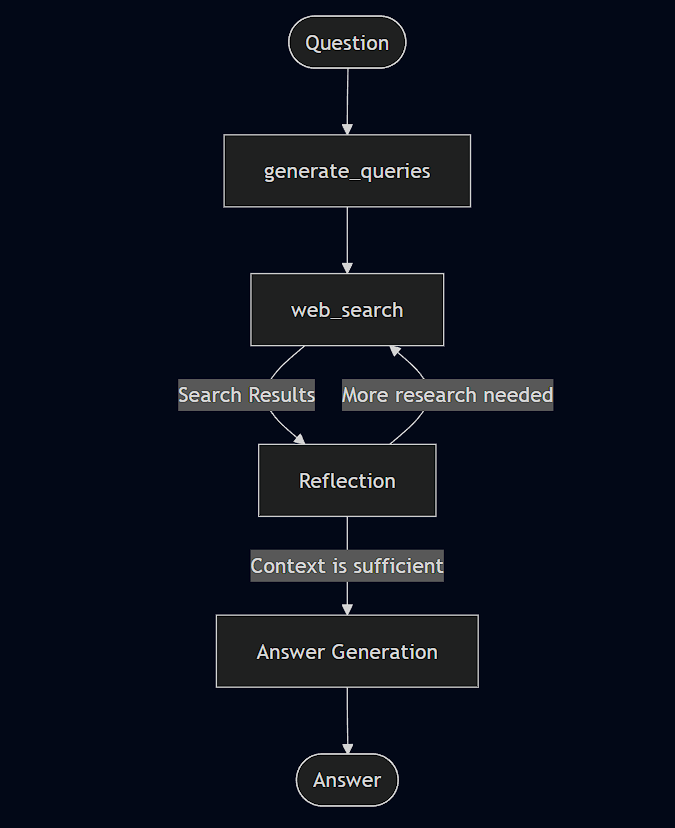 Question
generate_queries
web_search
Search Results
More research needed
Reflection
Context is sufficient
Answer Generation
Answer